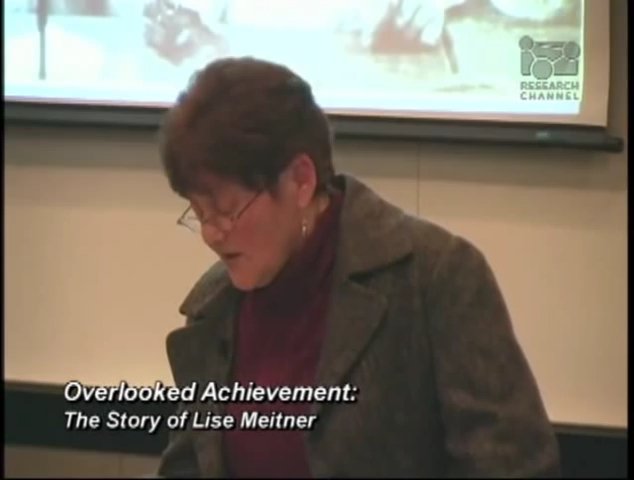 RESEARCH
CHANNEL
Overlooked Achievement:
The Story of Lise Meitner